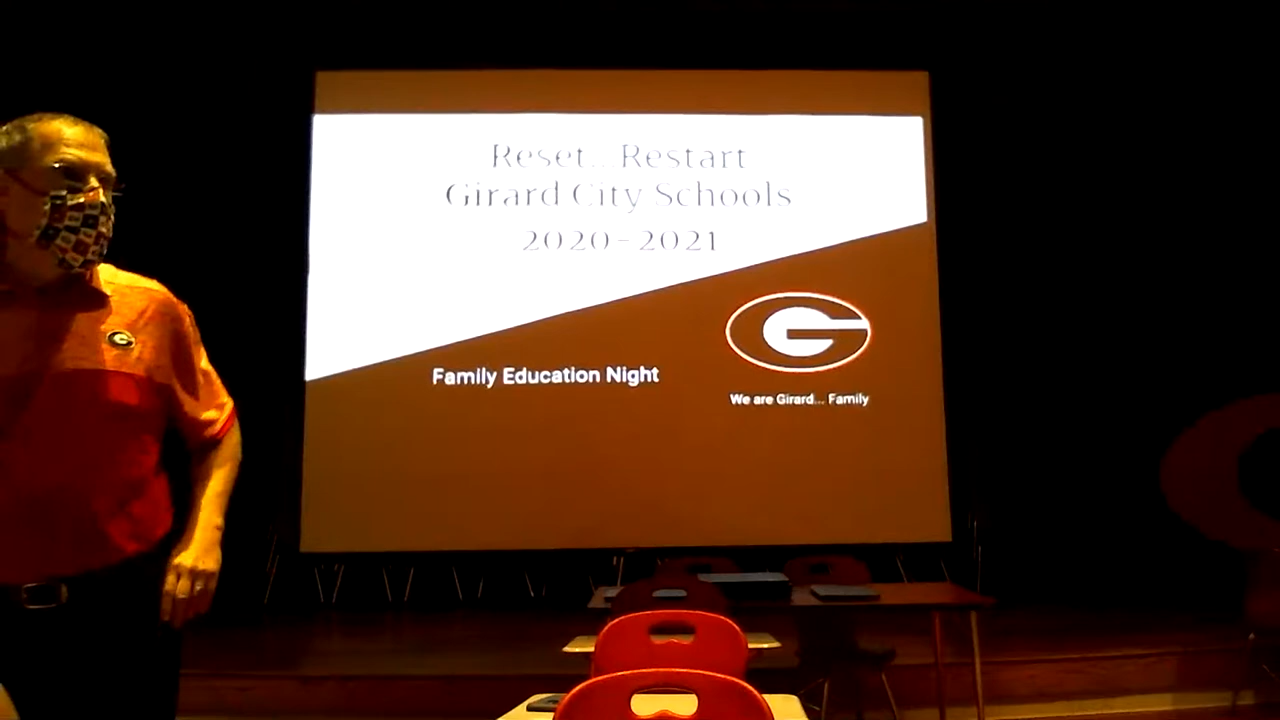 Reset...Restart
Girard City Schools
2020-2021
Family Education Night
G
We are Girard... Family
G